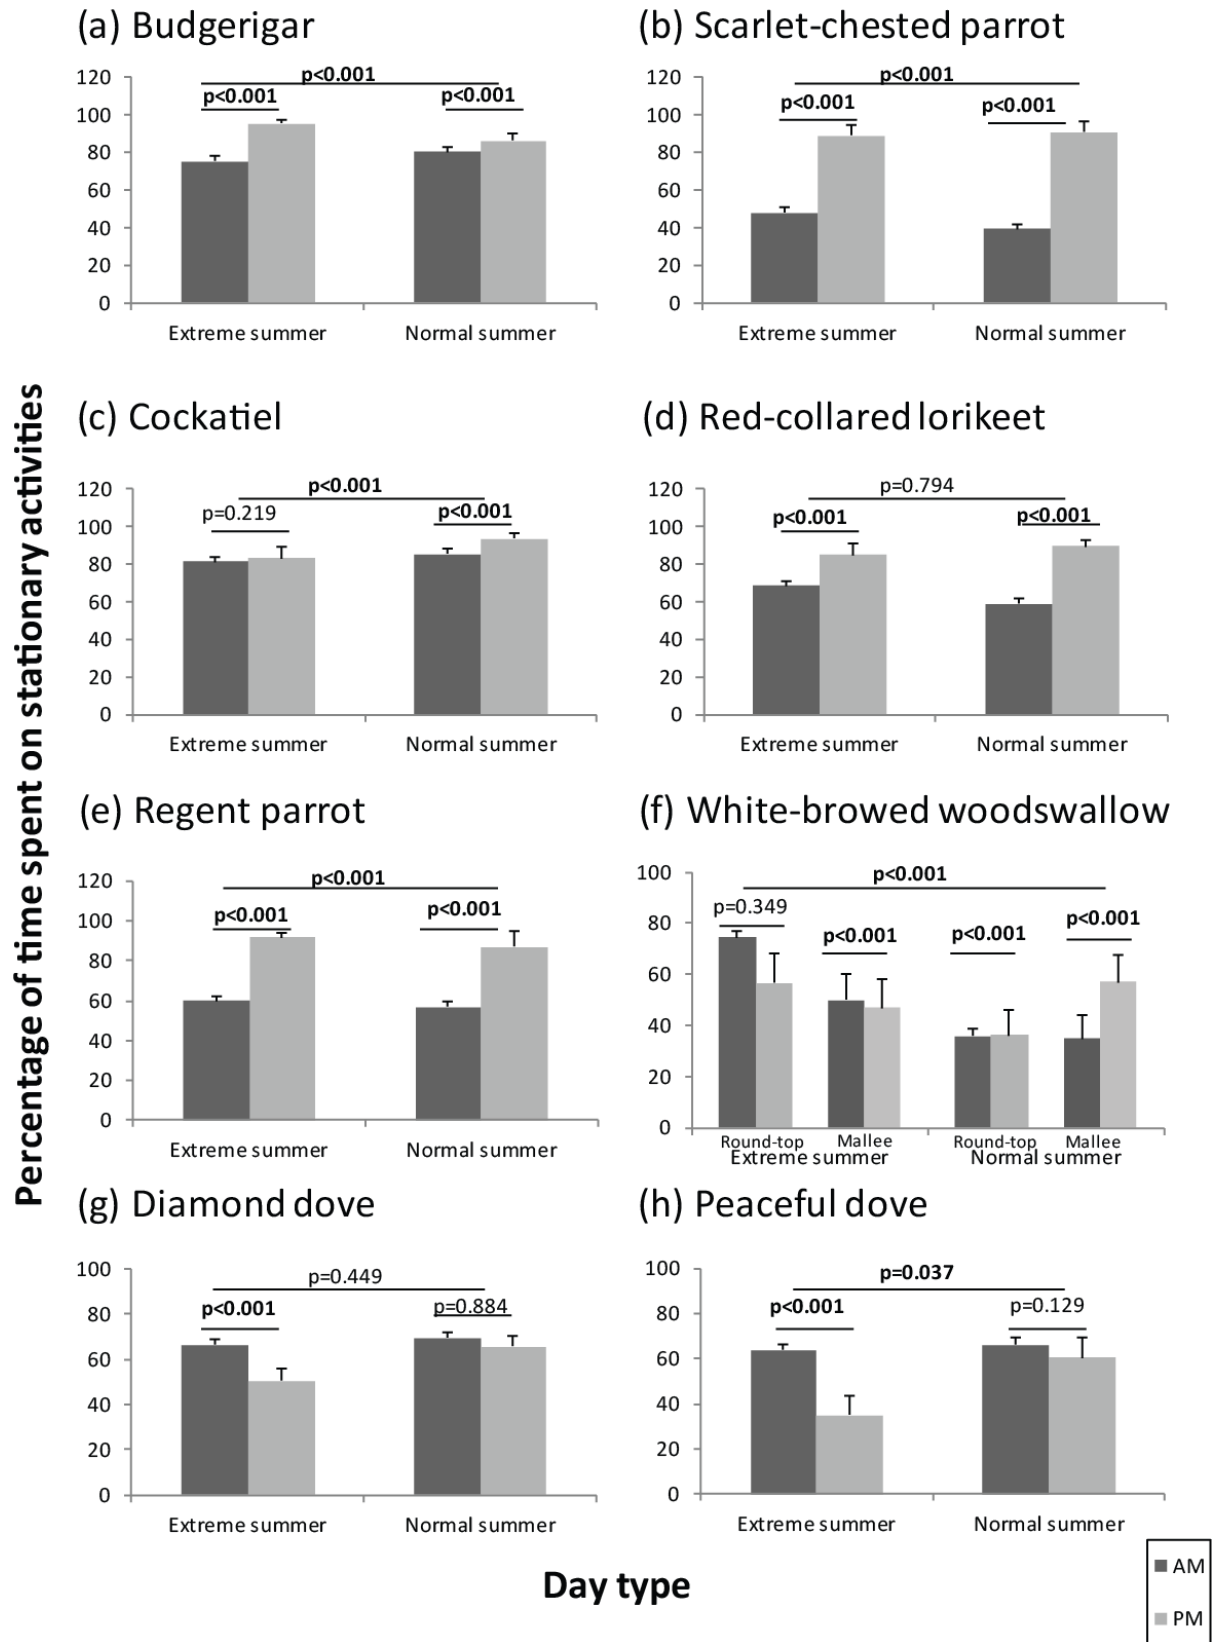 (a) Budgerigar
(b) Scarlet-chested parrot
120
100
80
60
40
20
0
p<0.001
p<0.001
p<0.001
Extreme summer
Normal summer
120
100
80
60
40
20
0
p<0.001
p<0.001
p<0.001
Extreme summer
Normal summer
Percentage of time spent on stationary activities
(c) Cockatiel
(d) Red-collared lorikeet
120
100
80
60
40
20
0
p<0.001
p=0.219
p<0.001
Extreme summer
Normal summer
120
100
80
60
40
20
0
p=0.794
p<0.001
p<0.001
Extreme summer
Normal summer
(e) Regent parrot
(f) White-browed woodswallow
120
100
80
60
40
20
0
p<0.001
p<0.001
p<0.001
Extreme summer
Normal summer
100
80
60
40
20
0
p<0.001
p=0.349
p<0.001
p<0.001
p<0.001
Round-top
Mallee
Round-top
Mallee
Extreme summer
Normal summer
(g) Diamond dove
(h) Peaceful dove
100
80
60
40
20
0
p=0.449
p<0.001
p=0.884
Extreme summer
Normal summer
100
80
60
40
20
0
p=0.037
p<0.001
p=0.129
Extreme summer
Normal summer
Day type
AM
PM